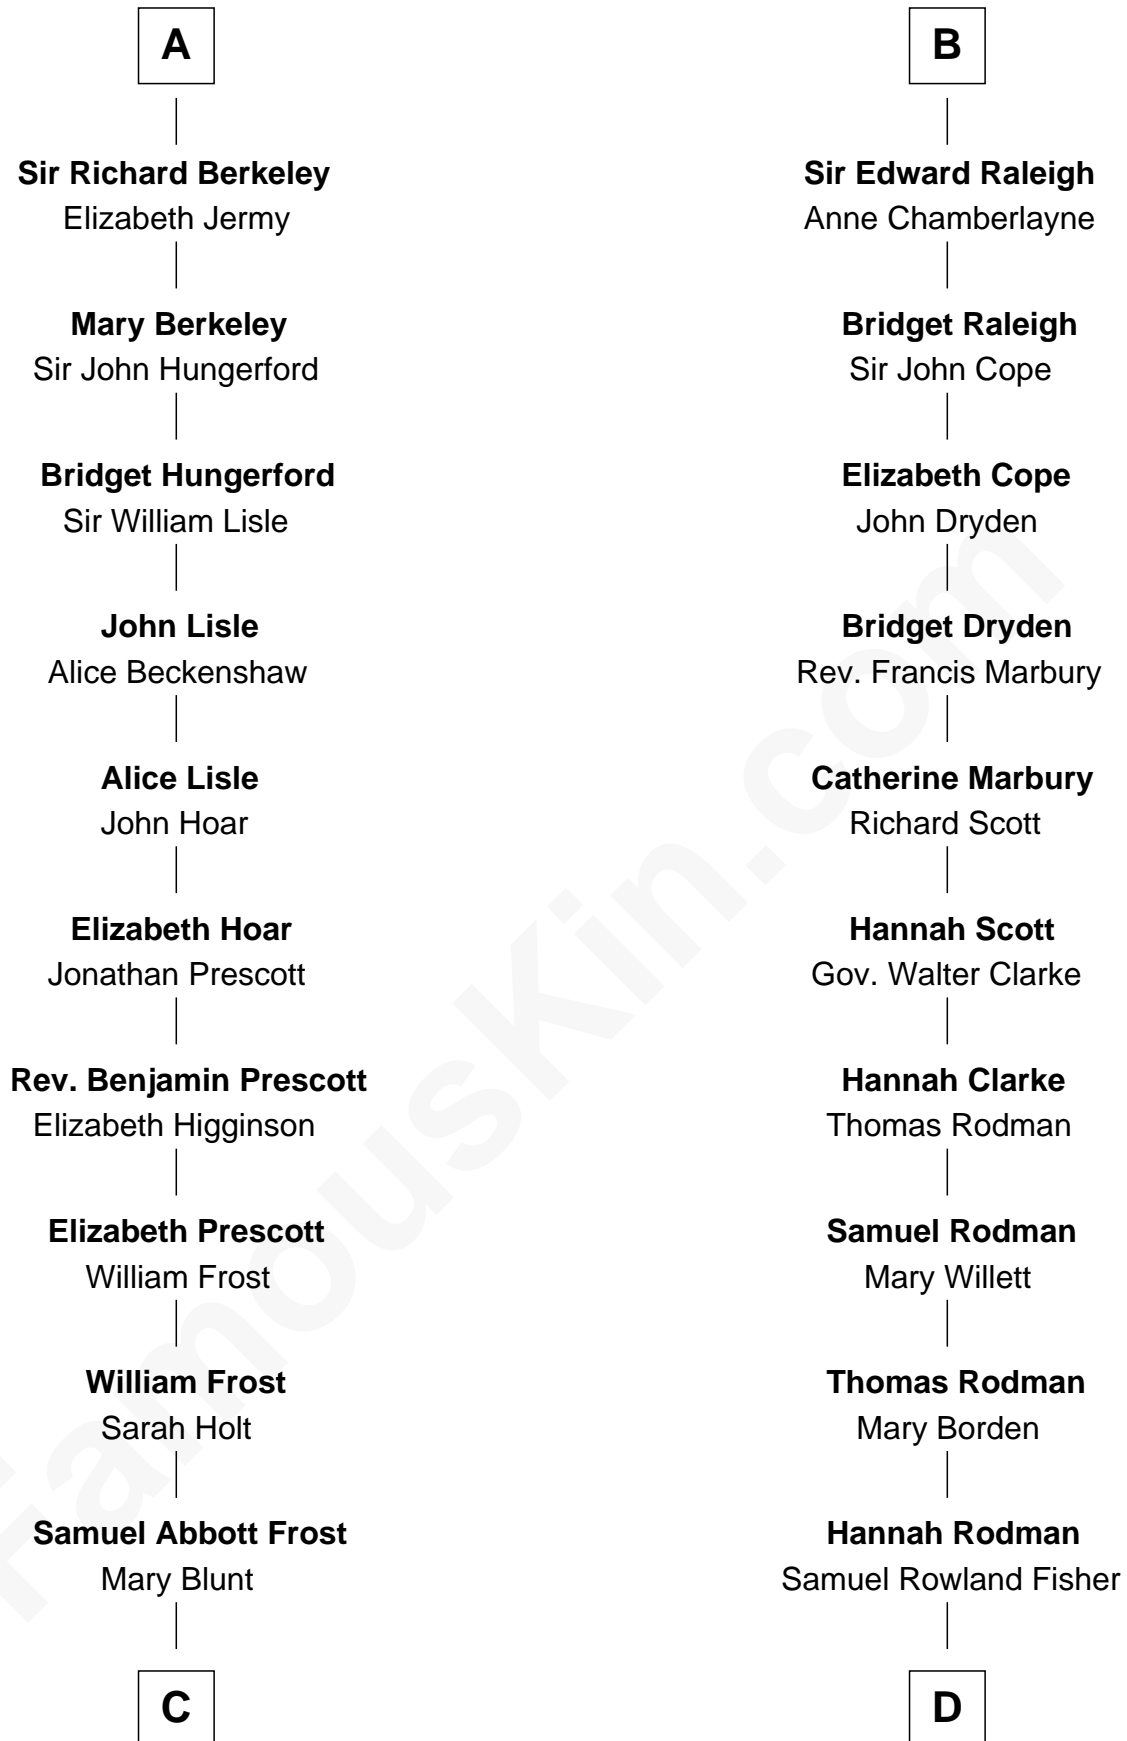 A
Sir Richard Berkeley
Elizabeth Jermy
Mary Berkeley
Sir John Hungerford
Bridget Hungerford
Sir William Lisle
John Lisle
Alice Beckenshaw
Alice Lisle
John Hoar
Elizabeth Hoar
Jonathan Prescott
Rev. Benjamin Prescott
Elizabeth Higginson
Elizabeth Prescott
William Frost
William Frost
Sarah Holt
Samuel Abbott Frost
Mary Blunt
C
B
Sir Edward Raleigh
Anne Chamberlayne
Bridget Raleigh
Sir John Cope
Elizabeth Cope
John Dryden
Bridget Dryden
Rev. Francis Marbury
Catherine Marbury
Richard Scott
Hannah Scott
Gov. Walter Clarke
Hannah Clarke
Thomas Rodman
Samuel Rodman
Mary Willett
Thomas Rodman
Mary Borden
Hannah Rodman
Samuel Rowland Fisher
D
FamousKin.com